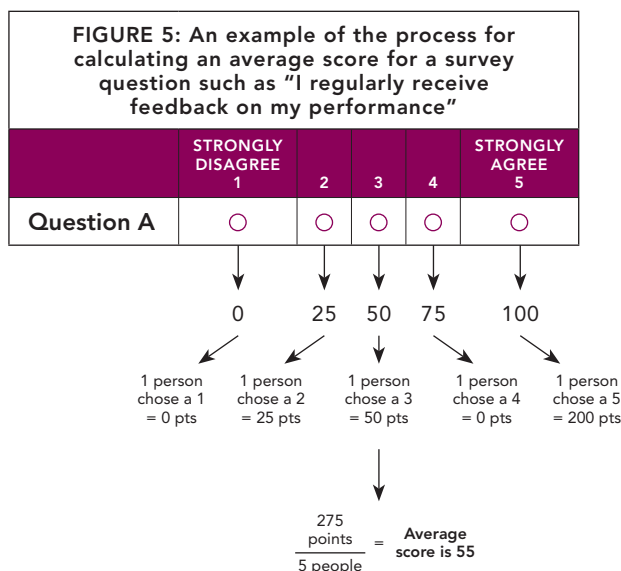 FIGURE 5: An example of the process for
calculating an average score for a survey
question such as “I regularly receive
feedback on my performance”
STRONGLY
DISAGREE
1
2
3
4
STRONGLY
AGREE
5
Question A
0
25
50
75
100
1 person
chose a 1
= 0 pts
1 person
chose a 2
= 25 pts
1 person
chose a 3
= 50 pts
1 person
chose a 4
= 0 pts
1 person
chose a 5
= 200 pts
275
points
5 people
=
Average
score is 55